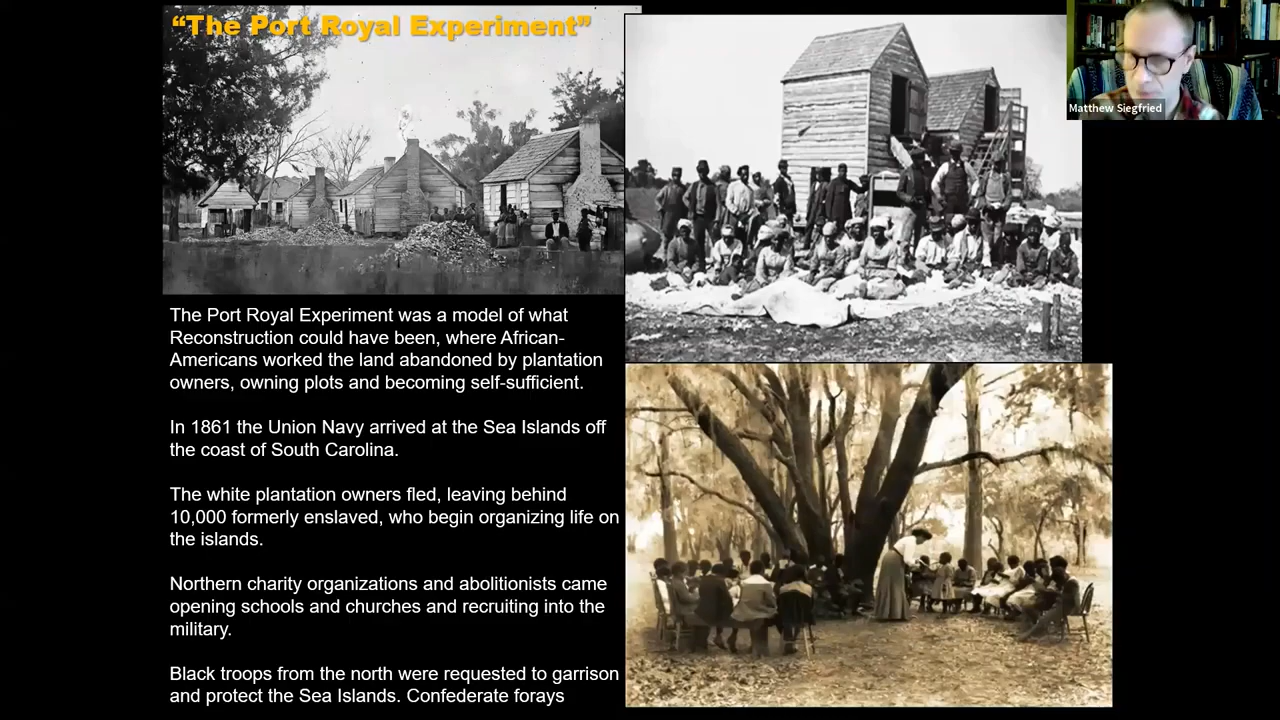 “The Port Royal Experiment”
Matthew Siegfried
The Port Royal Experiment was a model of what
Reconstruction could have been, where African-
Americans worked the land abandoned by plantation
owners, owning plots and becoming self-sufficient.
In 1861 the Union Navy arrived at the Sea Islands off
the coast of South Carolina.
The white plantation owners fled, leaving behind
10,000 formerly enslaved, who begin organizing life on
the islands.
Northern charity organizations and abolitionists came
opening schools and churches and recruiting into the
military.
Black troops from the north were requested to garrison
and protect the Sea Islands. Confederate forays